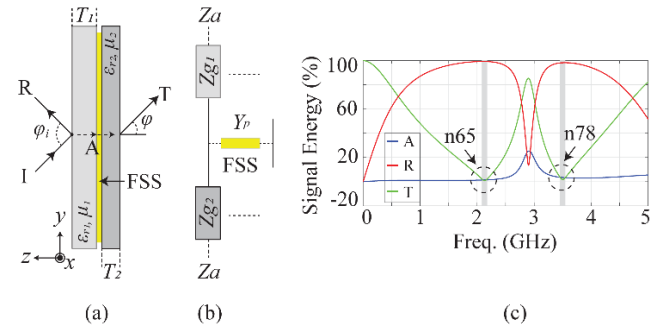 T₁
εr2, μ2
R
T
φi
φ
A
I
FSS
εr1, μ1
y
z
x
T₂
(a)
Za
Zg₁
Yp
FSS
Zg₂
Za
(b)
Signal Energy (%)
100
60
20
-20
n65
n78
A
R
T
0
1
2
3
4
5
Freq. (GHz)
(c)